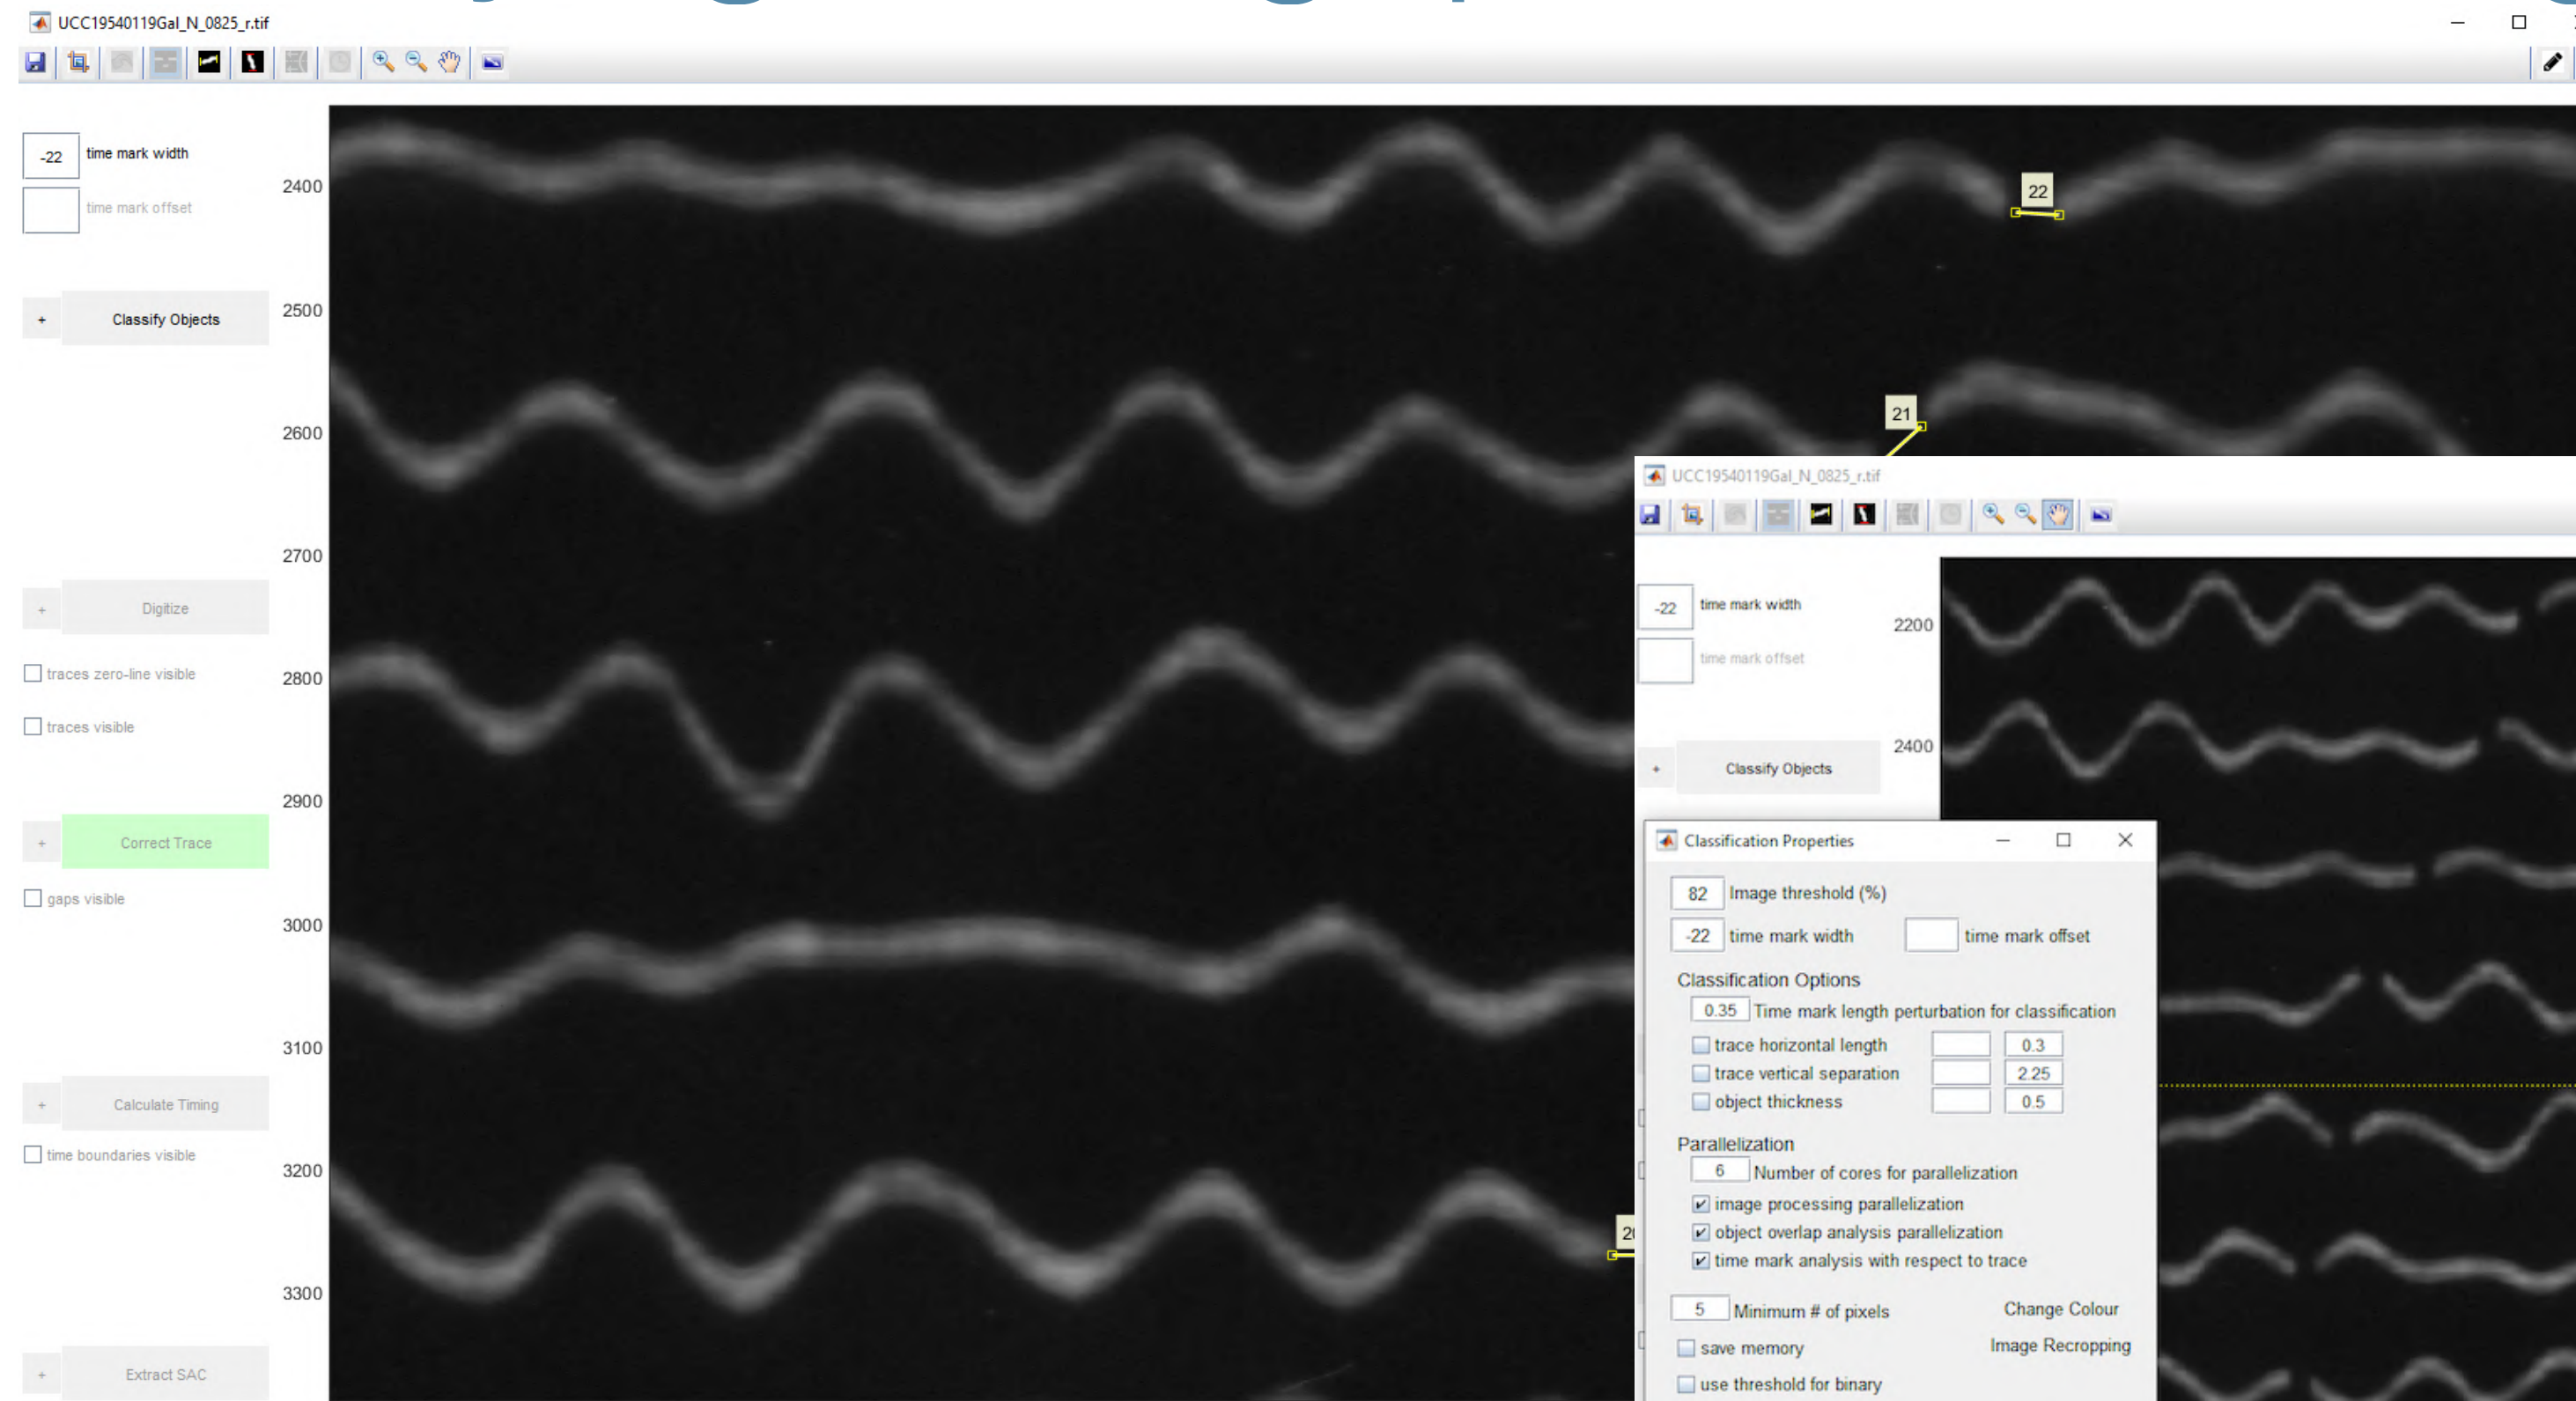 UCC19540119Gal_N_0825_r.tif
-22 time mark width
time mark offset
+ Classify Objects
+ Digitize
traces zero-line visible
traces visible
+ Correct Trace
gaps visible
+ Calculate Timing
time boundaries visible
+ Extract SAC
2400
2500
2600
2700
2800
2900
3000
3100
3200
3300
22
21
UCC19540119Gal_N_0825_r.tif
-22 time mark width
time mark offset
+ Classify Objects
2200
2400
Classification Properties
82 Image threshold (%)
-22 time mark width time mark offset
Classification Options
0.35 Time mark length perturbation for classification
trace horizontal length 0.3
trace vertical separation 2.25
object thickness 0.5
Parallelization
6 Number of cores for parallelization
image processing parallelization
object overlap analysis parallelization
time mark analysis with respect to trace
5 Minimum # of pixels Change Colour
save memory Image Recropping
use threshold for binary